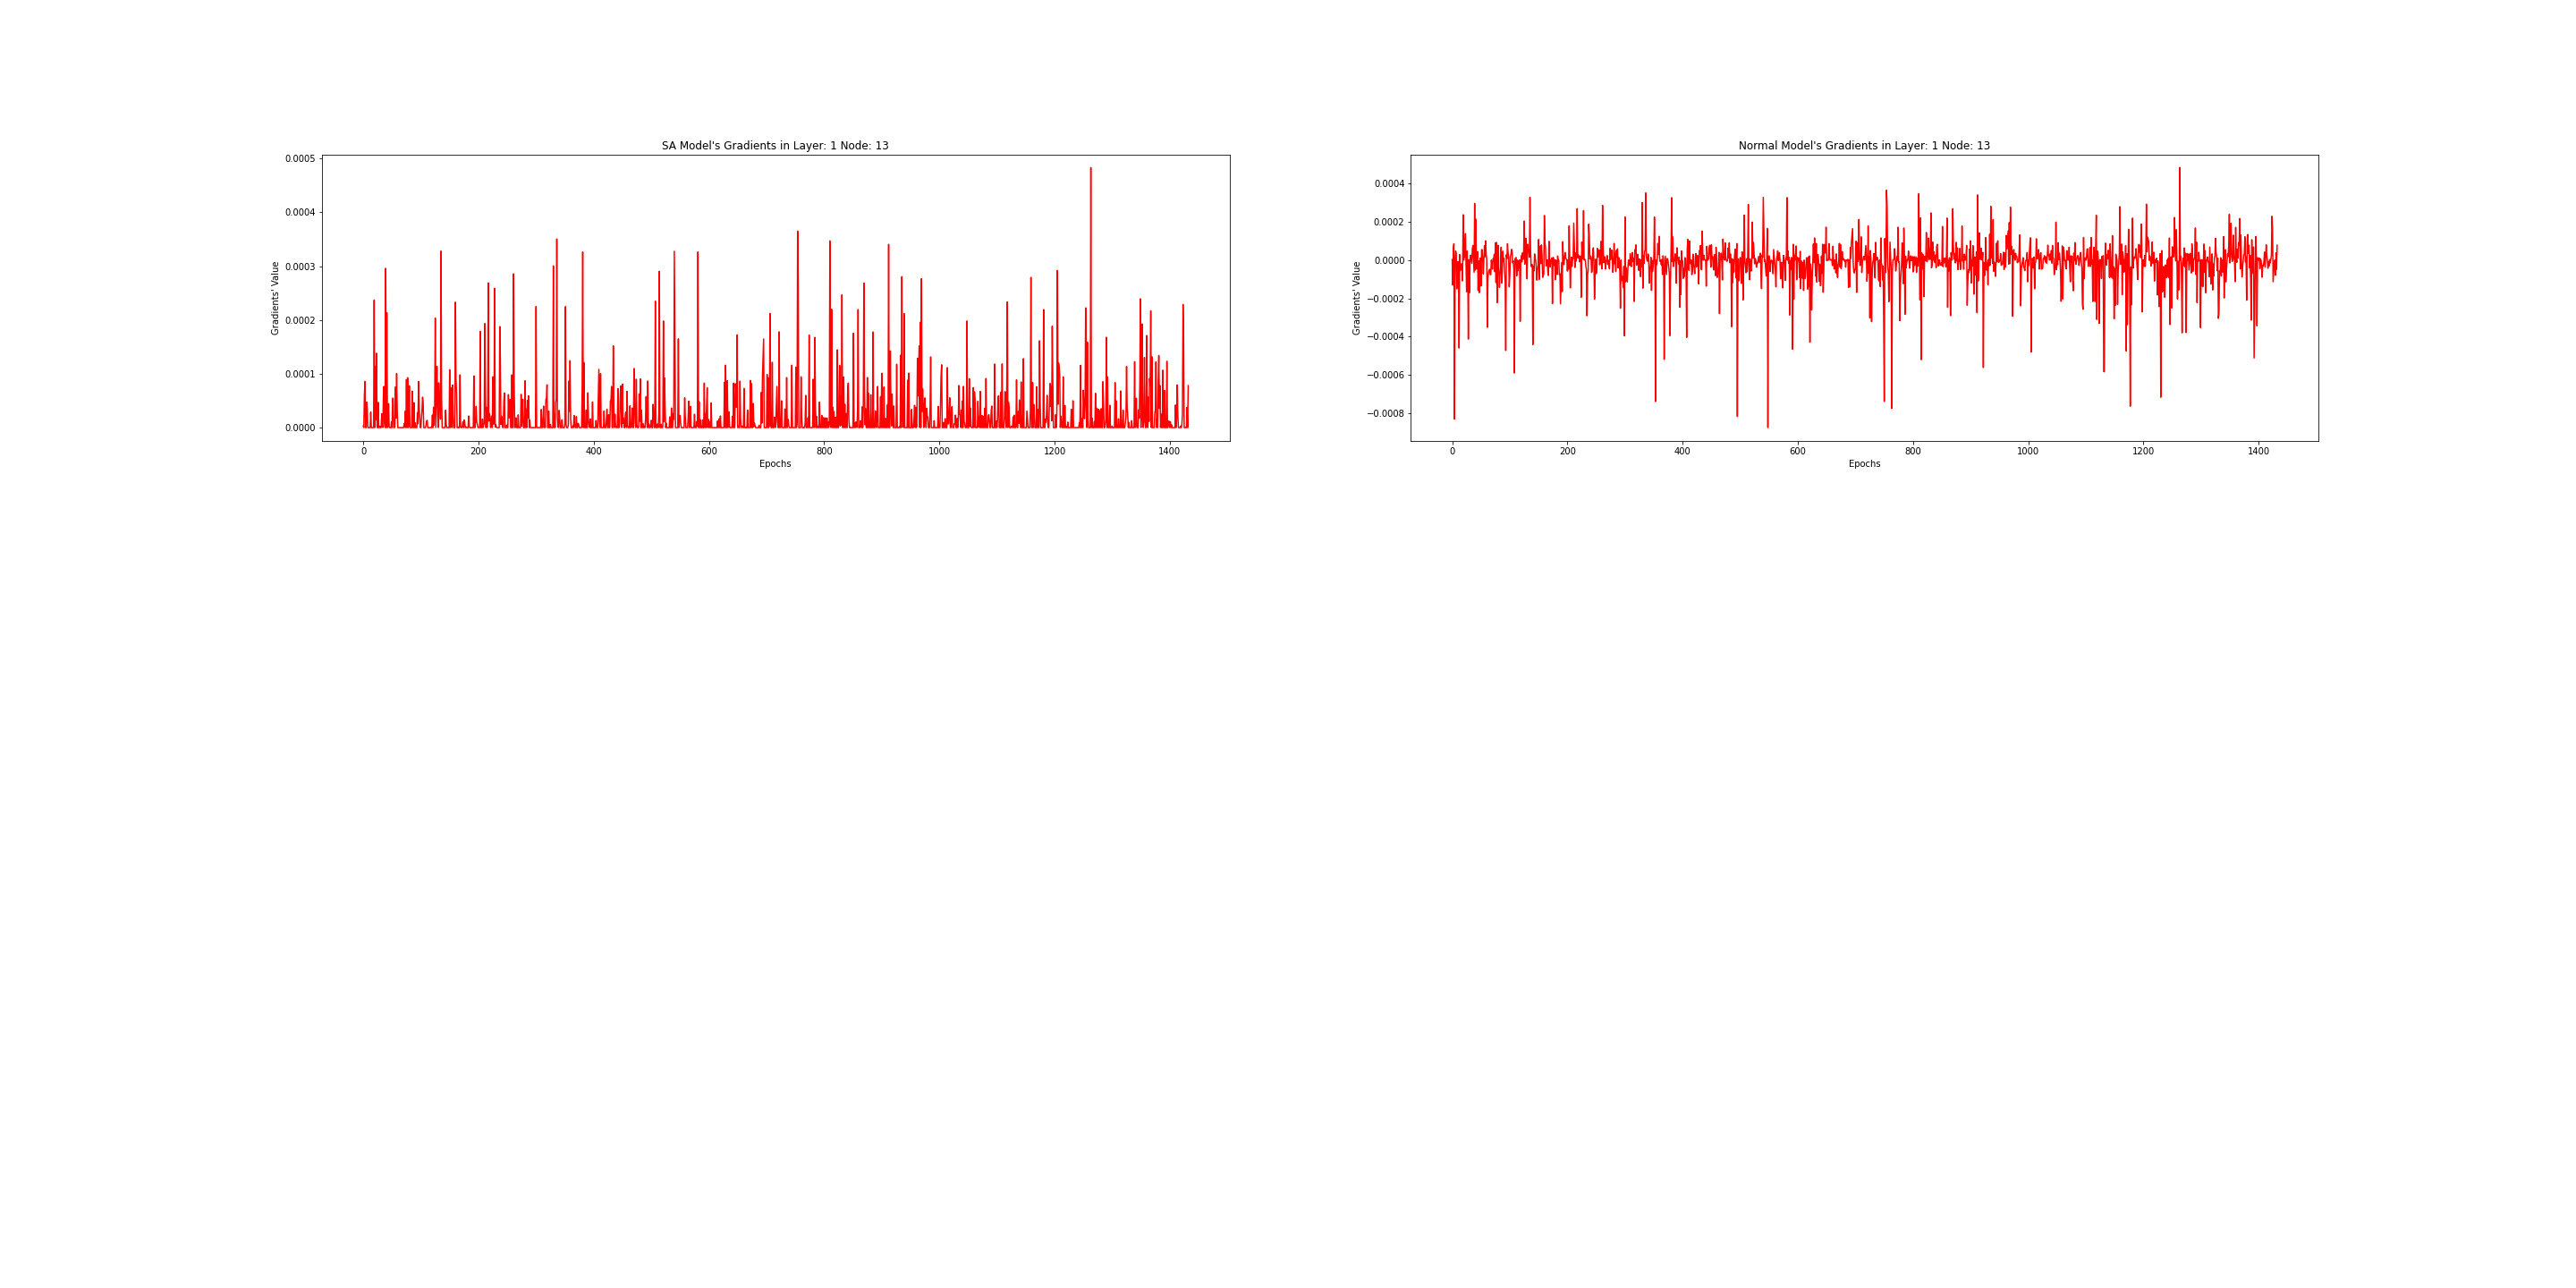 SA Model's Gradients in Layer: 1 Node: 13
0.0005
0.0004
0.0003
0.0002
0.0001
0.0000
Gradients' Value
0 200 400 600 800 1000 1200 1400
Epochs
Normal Model's Gradients in Layer: 1 Node: 13
0.0004
0.0002
0.0000
−0.0002
−0.0004
−0.0006
−0.0008
Gradients' Value
0 200 400 600 800 1000 1200 1400
Epochs